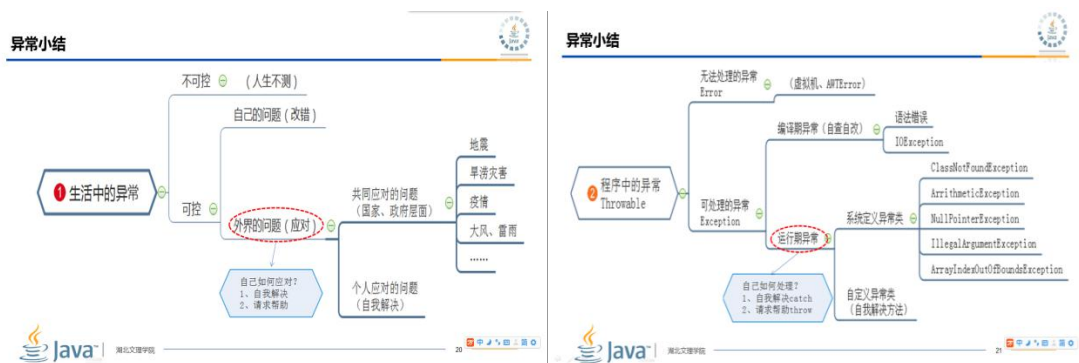 异常小结
Java
不可控
(人生不测)
自己的问题(改错)
1 生活中的异常
可控
外界的问题(应对)
共同应对的问题
(国家、政府层面)
地震
旱涝灾害
疫情
大风、雷雨
……
个人应对的问题
(自我解决)
自己如何应对?
1、自我解决
2、请求帮助
Java
湖北文理学院
20
中
异常小结
Java
无法处理的异常
Error
(虚拟机、AWTError)
编译期异常(自查自改)
语法错误
IOException
2 程序中的异常
Throwable
可处理的异常
Exception
运行期异常
系统定义异常类
ClassNotFoundException
ArrithmeticException
NullPointerException
IllegalArgumentException
ArrayIndexOutOfBoundsException
自定义异常类
(自我解决方法)
自己如何处理?
1、自我解决catch
2、请求帮助throw
Java
湖北文理学院
21
中